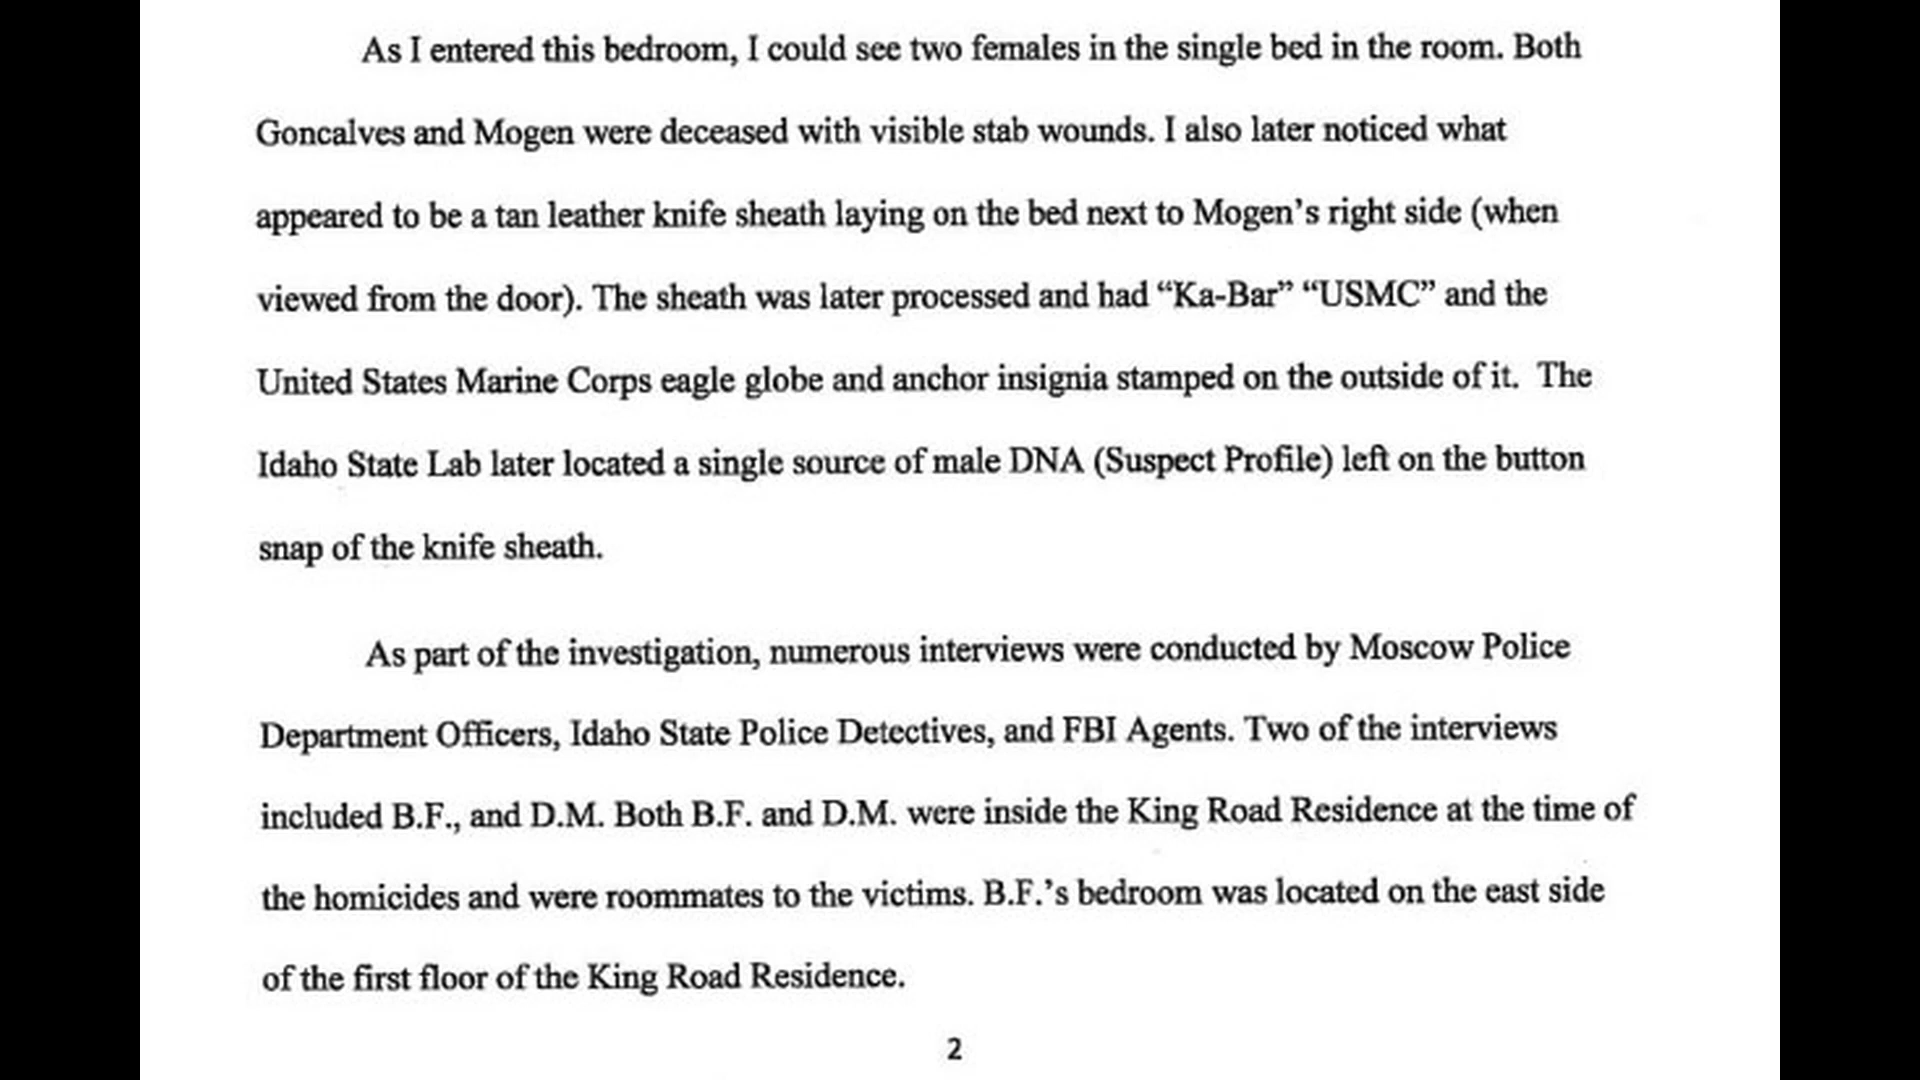 As I entered this bedroom, I could see two females in the single bed in the room. Both
Goncalves and Mogen were deceased with visible stab wounds. I also later noticed what
appeared to be a tan leather knife sheath laying on the bed next to Mogen's right side (when
viewed from the door). The sheath was later processed and had “Ka-Bar” “USMC” and the
United States Marine Corps eagle globe and anchor insignia stamped on the outside of it. The
Idaho State Lab later located a single source of male DNA (Suspect Profile) left on the button
snap of the knife sheath.
As part of the investigation, numerous interviews were conducted by Moscow Police
Department Officers, Idaho State Police Detectives, and FBI Agents. Two of the interviews
included B.F., and D.M. Both B.F. and D.M. were inside the King Road Residence at the time of
the homicides and were roommates to the victims. B.F.'s bedroom was located on the east side
of the first floor of the King Road Residence.
2